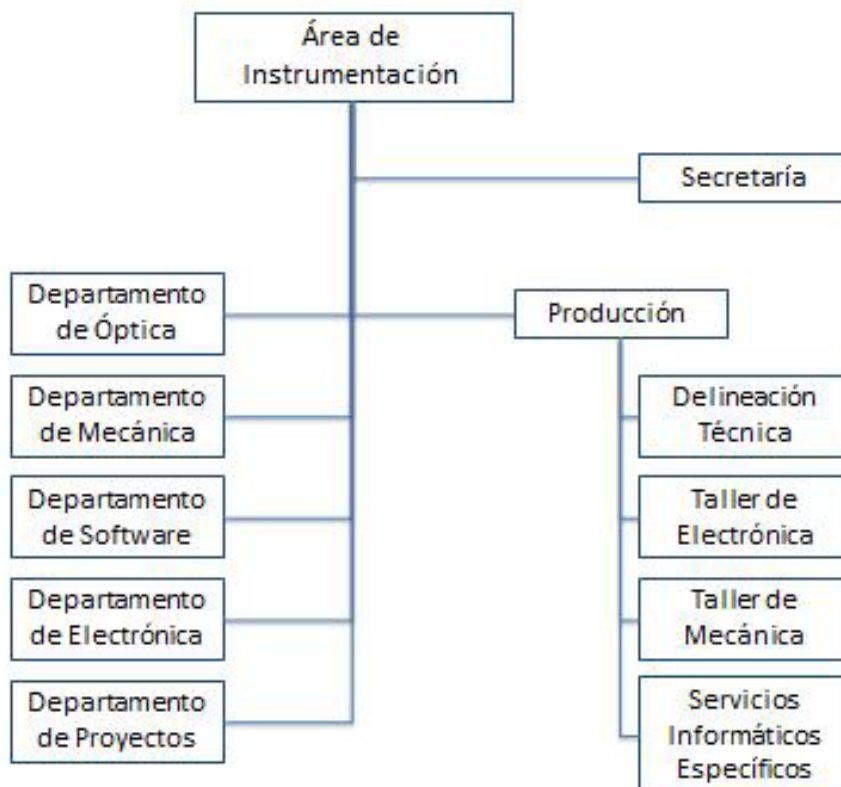 Área de
Instrumentación
Secretaría
Departamento
de Óptica
Producción
Departamento
de Mecánica
Delineación
Técnica
Departamento
de Software
Taller de
Electrónica
Departamento
de Electrónica
Taller de
Mecánica
Departamento
de Proyectos
Servicios
Informáticos
Específicos